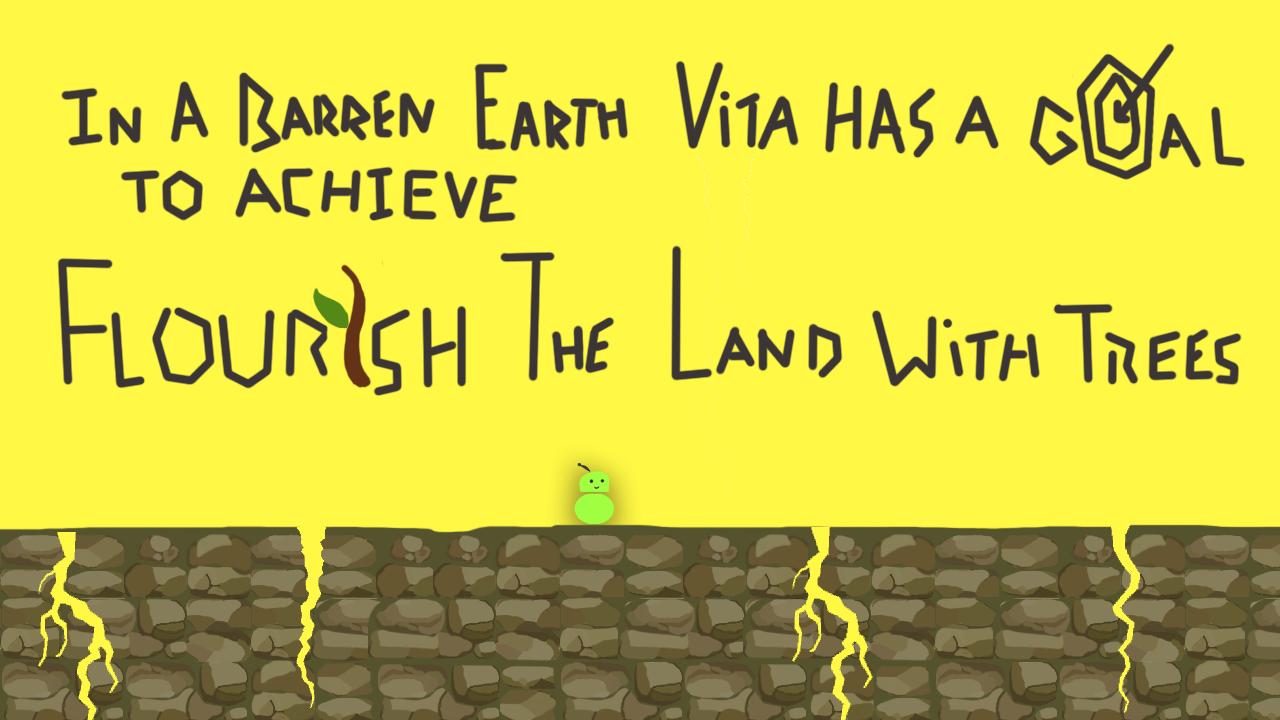 In A Barren Earth Vita has a Goal
to achieve
Flourish The Land With Trees